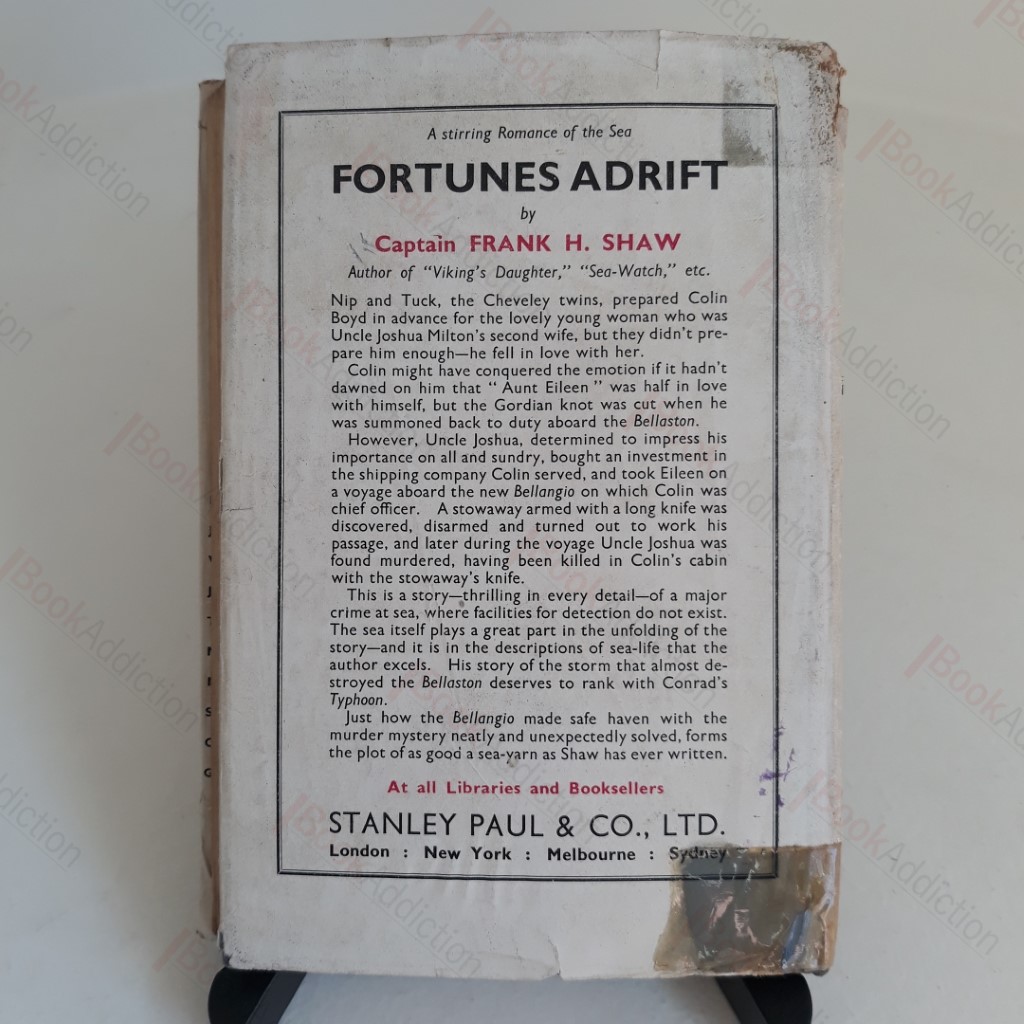 A stirring Romance of the Sea
FORTUNES ADRIFT
by
Captain FRANK H. SHAW
Author of "Viking's Daughter," "Sea-Watch," etc.
Nip and Tuck, the Cheveley twins, prepared Colin
Boyd in advance for the lovely young woman who was
Uncle Joshua Milton's second wife, but they didn't pre-
pare him enough—he fell in love with her.
Colin might have conquered the emotion if it hadn't
dawned on him that " Aunt Eileen " was half in love
with himself, but the Gordian knot was cut when he
was summoned back to duty aboard the Bellaston.
However, Uncle Joshua, determined to impress his
importance on all and sundry, bought an investment in
the shipping company Colin served, and took Eileen on
a voyage aboard the new Bellangio on which Colin was
chief officer. A stowaway armed with a long knife was
discovered, disarmed and turned out to work his
passage, and later during the voyage Uncle Joshua was
found murdered, having been killed in Colin's cabin
with the stowaway's knife.
This is a story—thrilling in every detail—of a major
crime at sea, where facilities for detection do not exist.
The sea itself plays a great part in the unfolding of the
story—and it is in the descriptions of sea-life that the
author excels. His story of the storm that almost de-
stroyed the Bellaston deserves to rank with Conrad's
Typhoon.
Just how the Bellangio made safe haven with the
murder mystery neatly and unexpectedly solved, forms
the plot of as good a sea-yarn as Shaw has ever written.
At all Libraries and Booksellers
STANLEY PAUL & CO., LTD.
London : New York : Melbourne : Sydney
BookAddiction